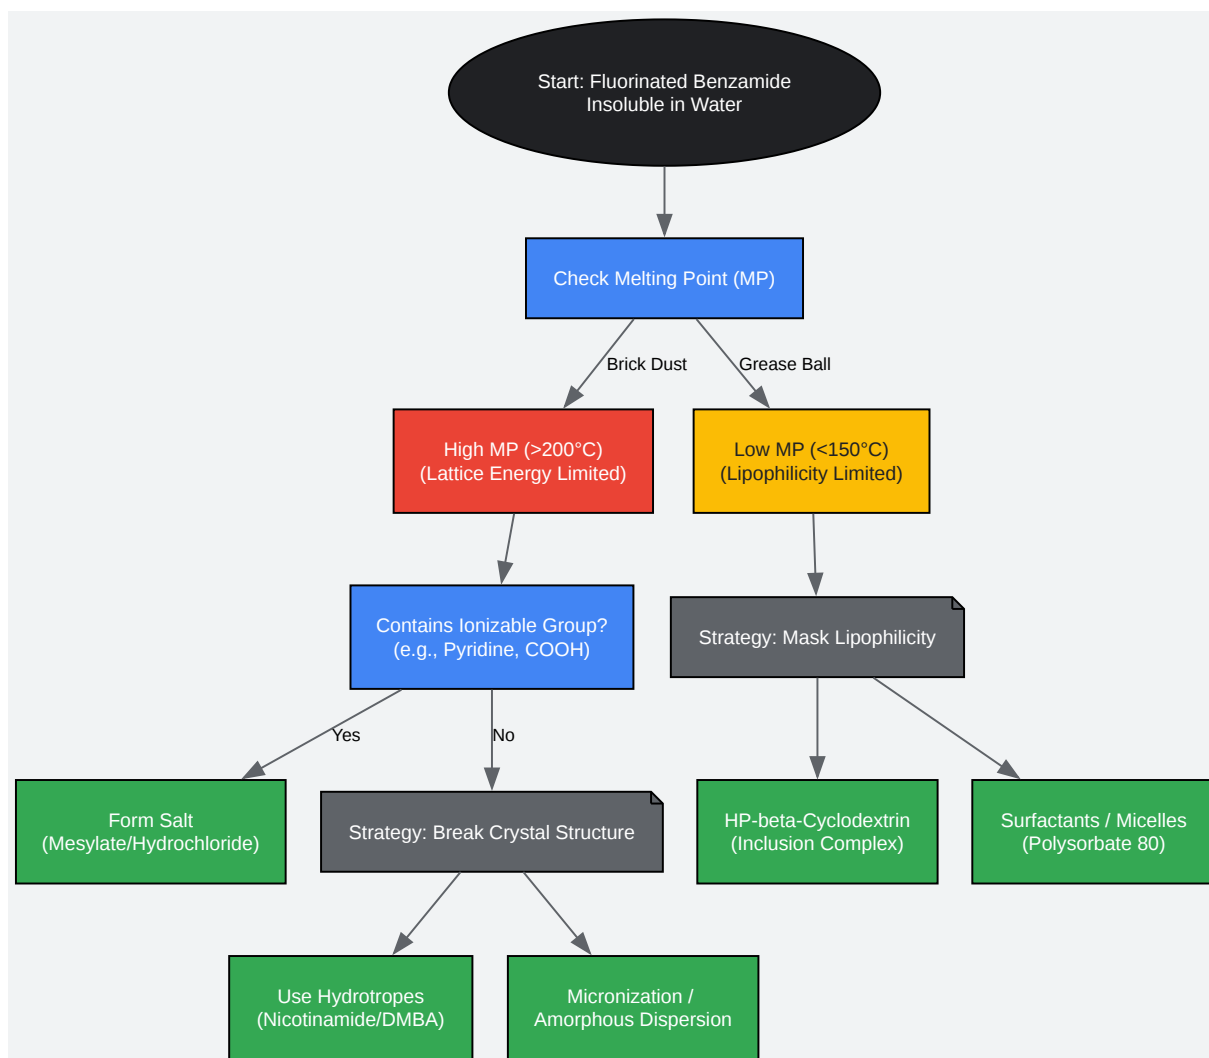 Start: Fluorinated Benzamide
Insoluble in Water
Check Melting Point (MP)
Brick Dust
Grease Ball
High MP (>200°C)
(Lattice Energy Limited)
Low MP (<150°C)
(Lipophilicity Limited)
Contains Ionizable Group?
(e.g., Pyridine, COOH)
Strategy: Mask Lipophilicity
Yes
No
Form Salt
(Mesylate/Hydrochloride)
Strategy: Break Crystal Structure
HP-beta-Cyclodextrin
(Inclusion Complex)
Surfactants / Micelles
(Polysorbate 80)
Use Hydrotropes
(Nicotinamide/DMBA)
Micronization /
Amorphous Dispersion